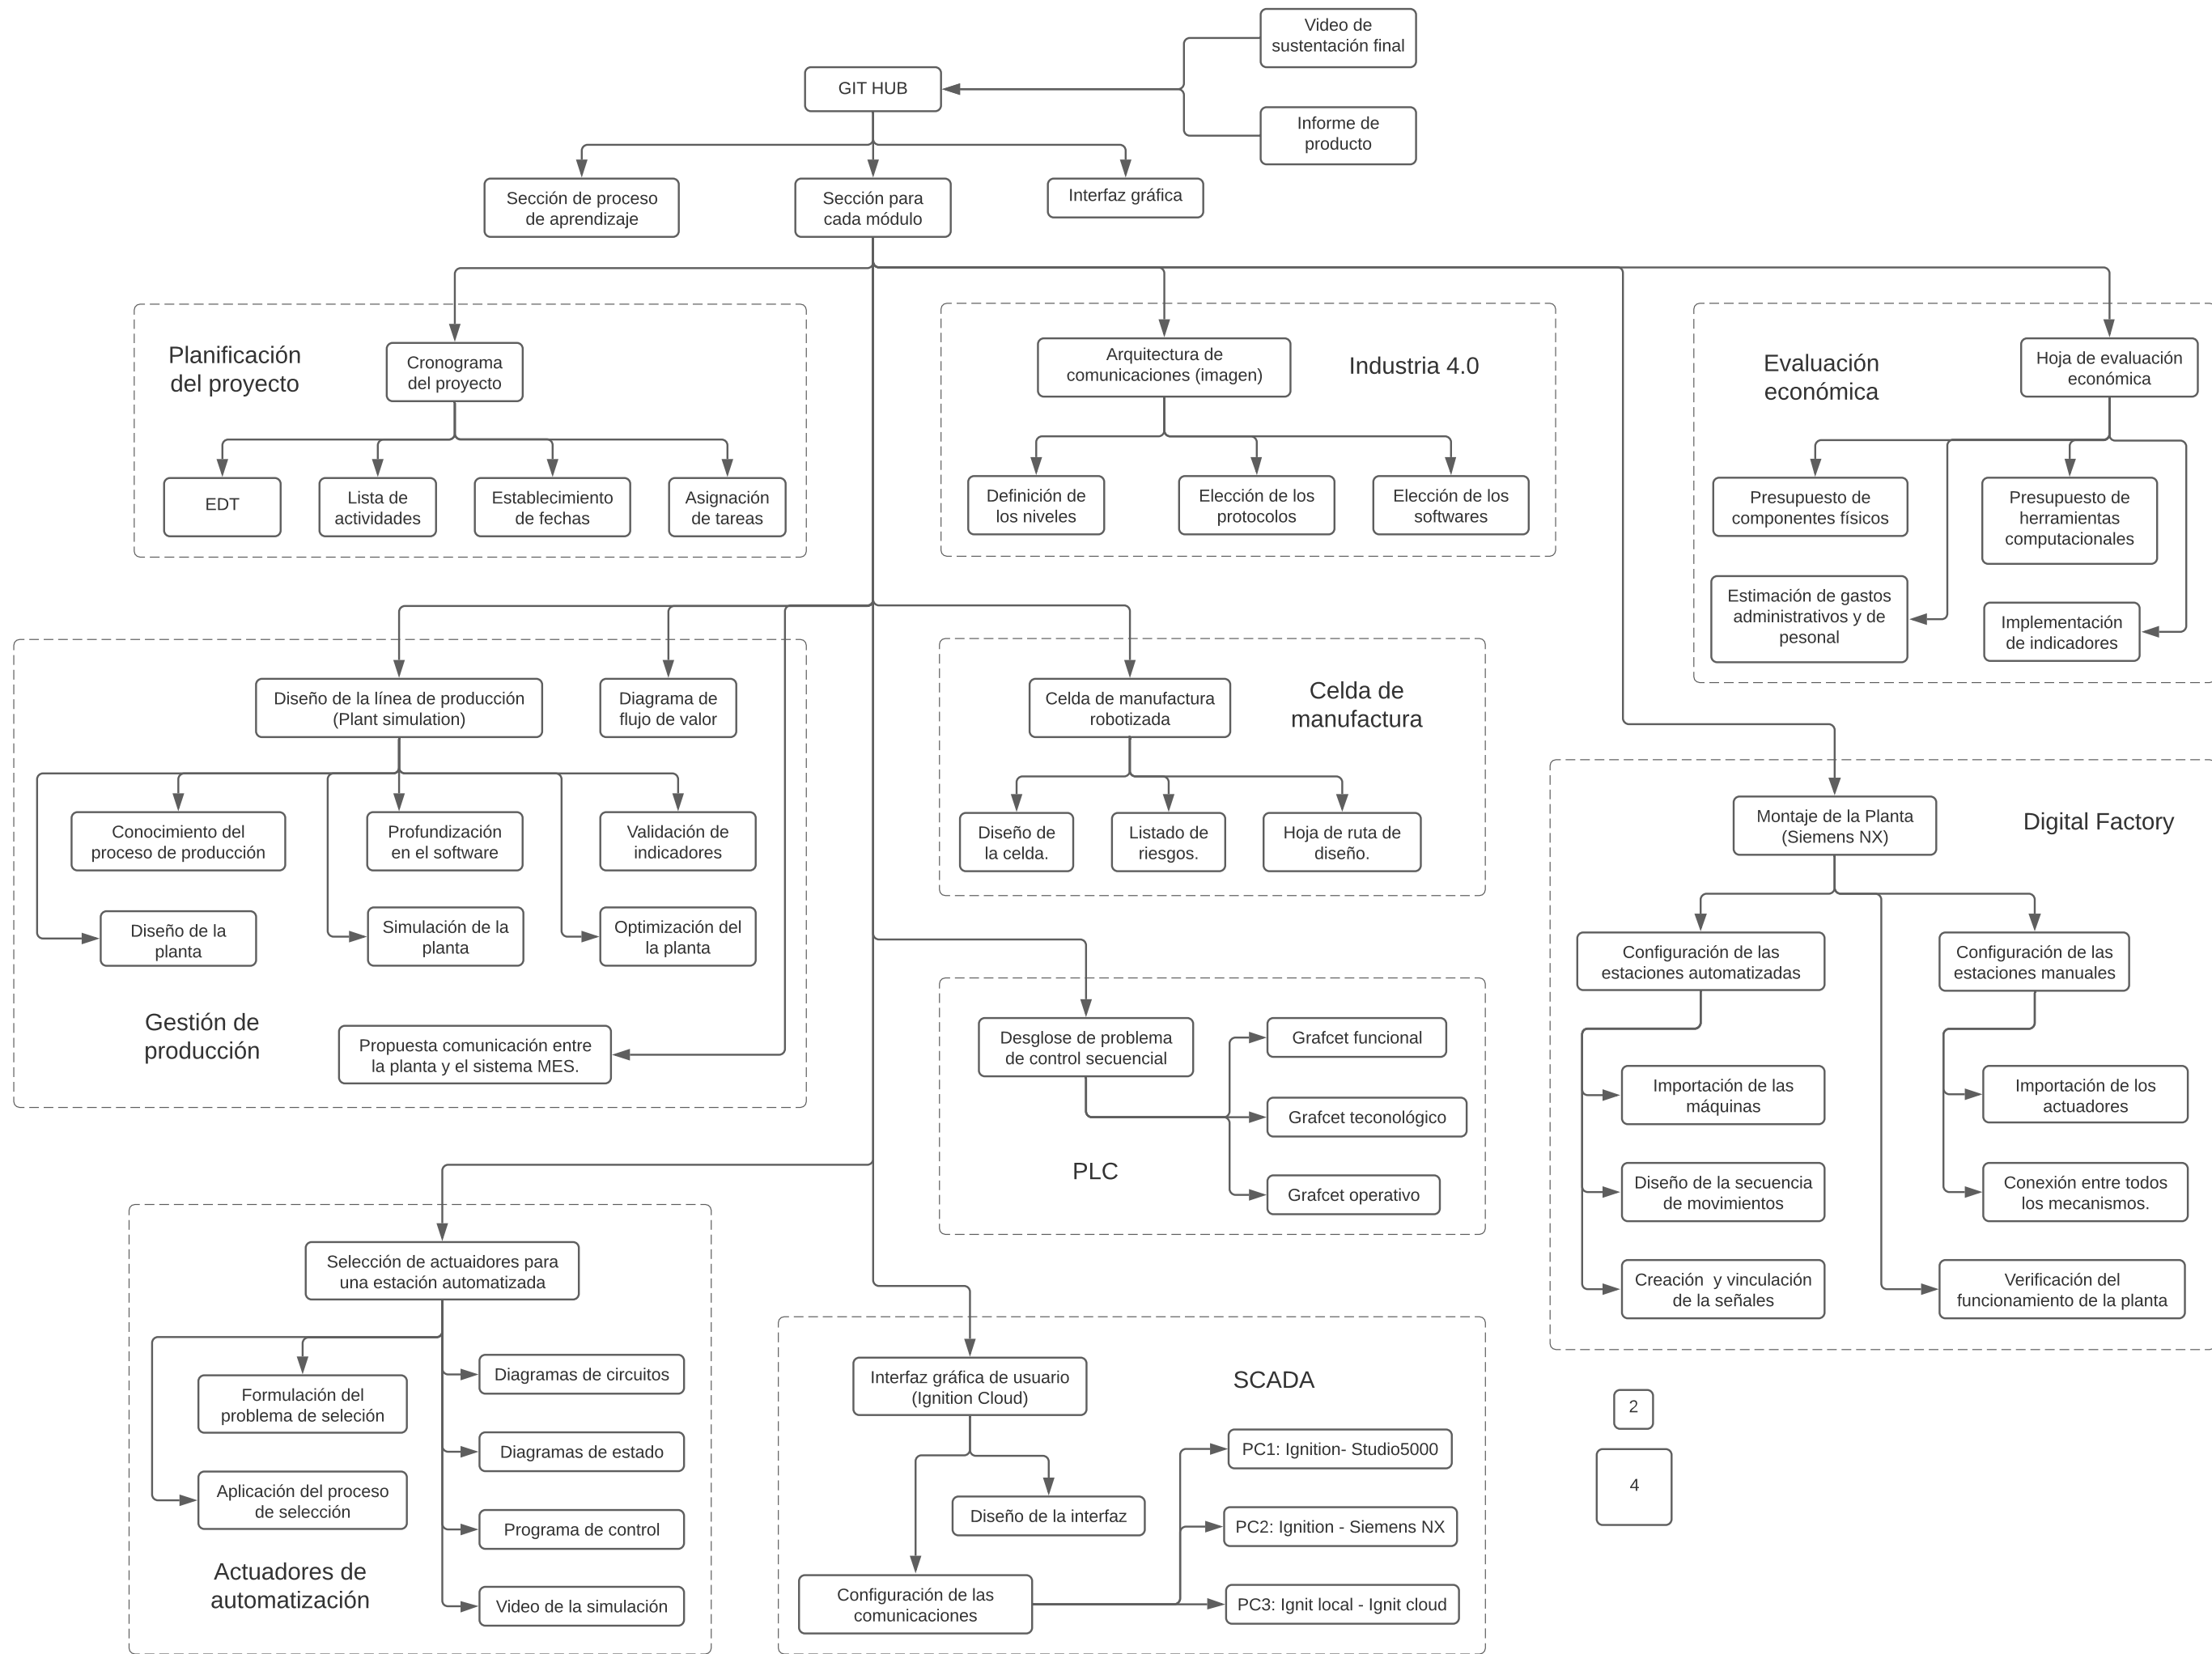 Video de
sustentación final
GIT HUB
Informe de
producto
Sección de proceso
de aprendizaje
Sección para
cada módulo
Interfaz gráfica
Planificación
del proyecto
Cronograma
del proyecto
EDT
Lista de
actividades
Establecimiento
de fechas
Asignación
de tareas
Arquitectura de
comunicaciones (imagen)
Industria 4.0
Definición de
los niveles
Elección de los
protocolos
Elección de los
softwares
Evaluación
económica
Hoja de evaluación
económica
Presupuesto de
componentes físicos
Presupuesto de
herramientas
computacionales
Estimación de gastos
administrativos y de
pesonal
Implementación
de indicadores
Diseño de la línea de producción
(Plant simulation)
Diagrama de
flujo de valor
Conocimiento del
proceso de producción
Profundización
en el software
Validación de
indicadores
Diseño de la
planta
Simulación de la
planta
Optimización del
la planta
Gestión de
producción
Propuesta comunicación entre
la planta y el sistema MES.
Celda de manufactura
robotizada
Celda de
manufactura
Diseño de
la celda.
Listado de
riesgos.
Hoja de ruta de
diseño.
Montaje de la Planta
(Siemens NX)
Digital Factory
Configuración de las
estaciones automatizadas
Configuración de las
estaciones manuales
Importación de las
máquinas
Importación de los
actuadores
Diseño de la secuencia
de movimientos
Conexión entre todos
los mecanismos.
Creación  y vinculación
de la señales
Verificación del
funcionamiento de la planta
Desglose de problema
de control secuencial
Grafcet funcional
Grafcet teconológico
PLC
Grafcet operativo
Selección de actuaidores para
una estación automatizada
Formulación del
problema de seleción
Diagramas de circuitos
Diagramas de estado
Aplicación del proceso
de selección
Programa de control
Actuadores de
automatización
Video de la simulación
Interfaz gráfica de usuario
(Ignition Cloud)
SCADA
PC1: Ignition- Studio5000
Diseño de la interfaz
PC2: Ignition - Siemens NX
Configuración de las
comunicaciones
PC3: Ignit local - Ignit cloud
2
4